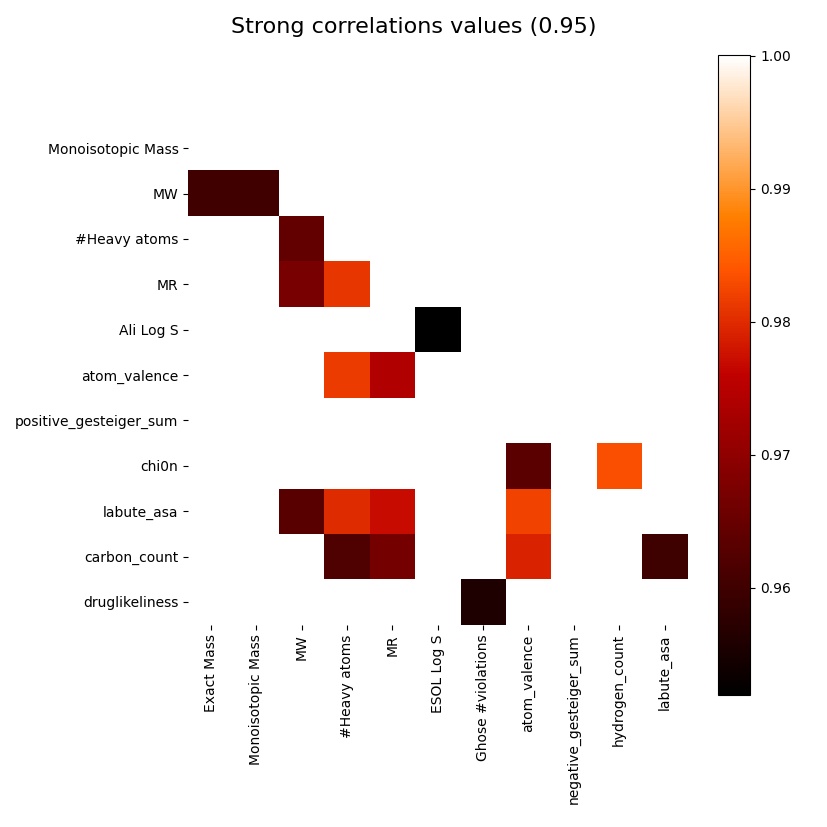 Strong correlations values (0.95)
Monoisotopic Mass
MW
#Heavy atoms
MR
Ali Log S
atom_valence
positive_gesteiger_sum
chi0n
labute_asa
carbon_count
druglikeliness
Exact Mass
Monoisotopic Mass
MW
#Heavy atoms
MR
ESOL Log S
Ghose #violations
atom_valence
negative_gesteiger_sum
hydrogen_count
labute_asa
1.00
0.99
0.98
0.97
0.96